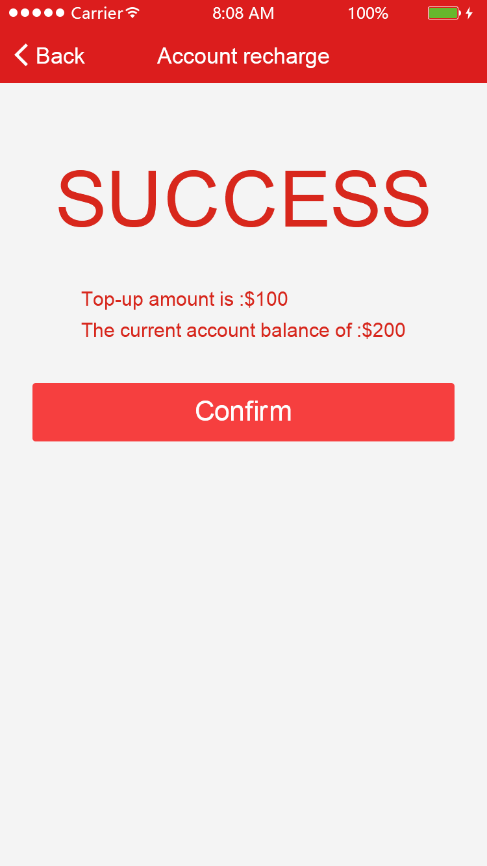 Carrier 8:08 AM 100%
Back Account recharge
SUCCESS
Top-up amount is :$100
The current account balance of :$200
Confirm